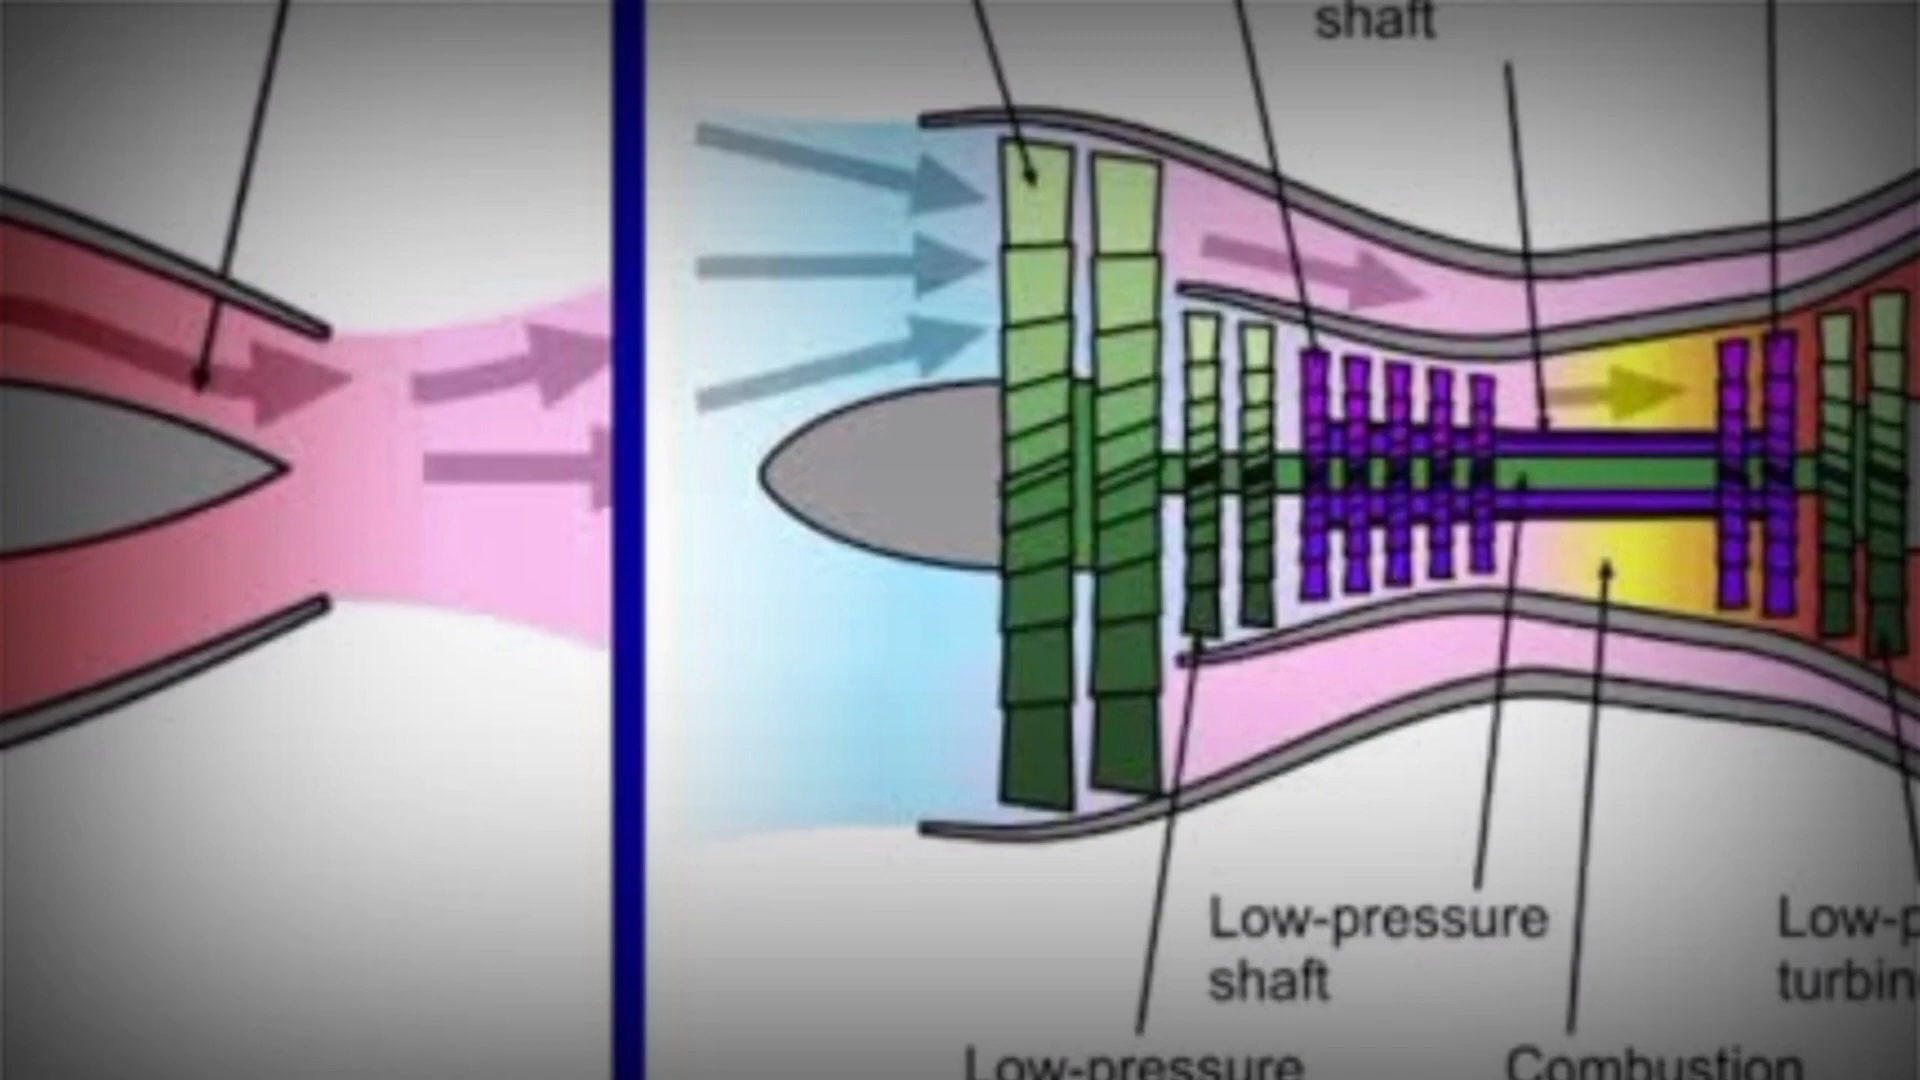 shaft
Low-pressure
shaft
Low-p
turbin
Low-pressure
Combustion